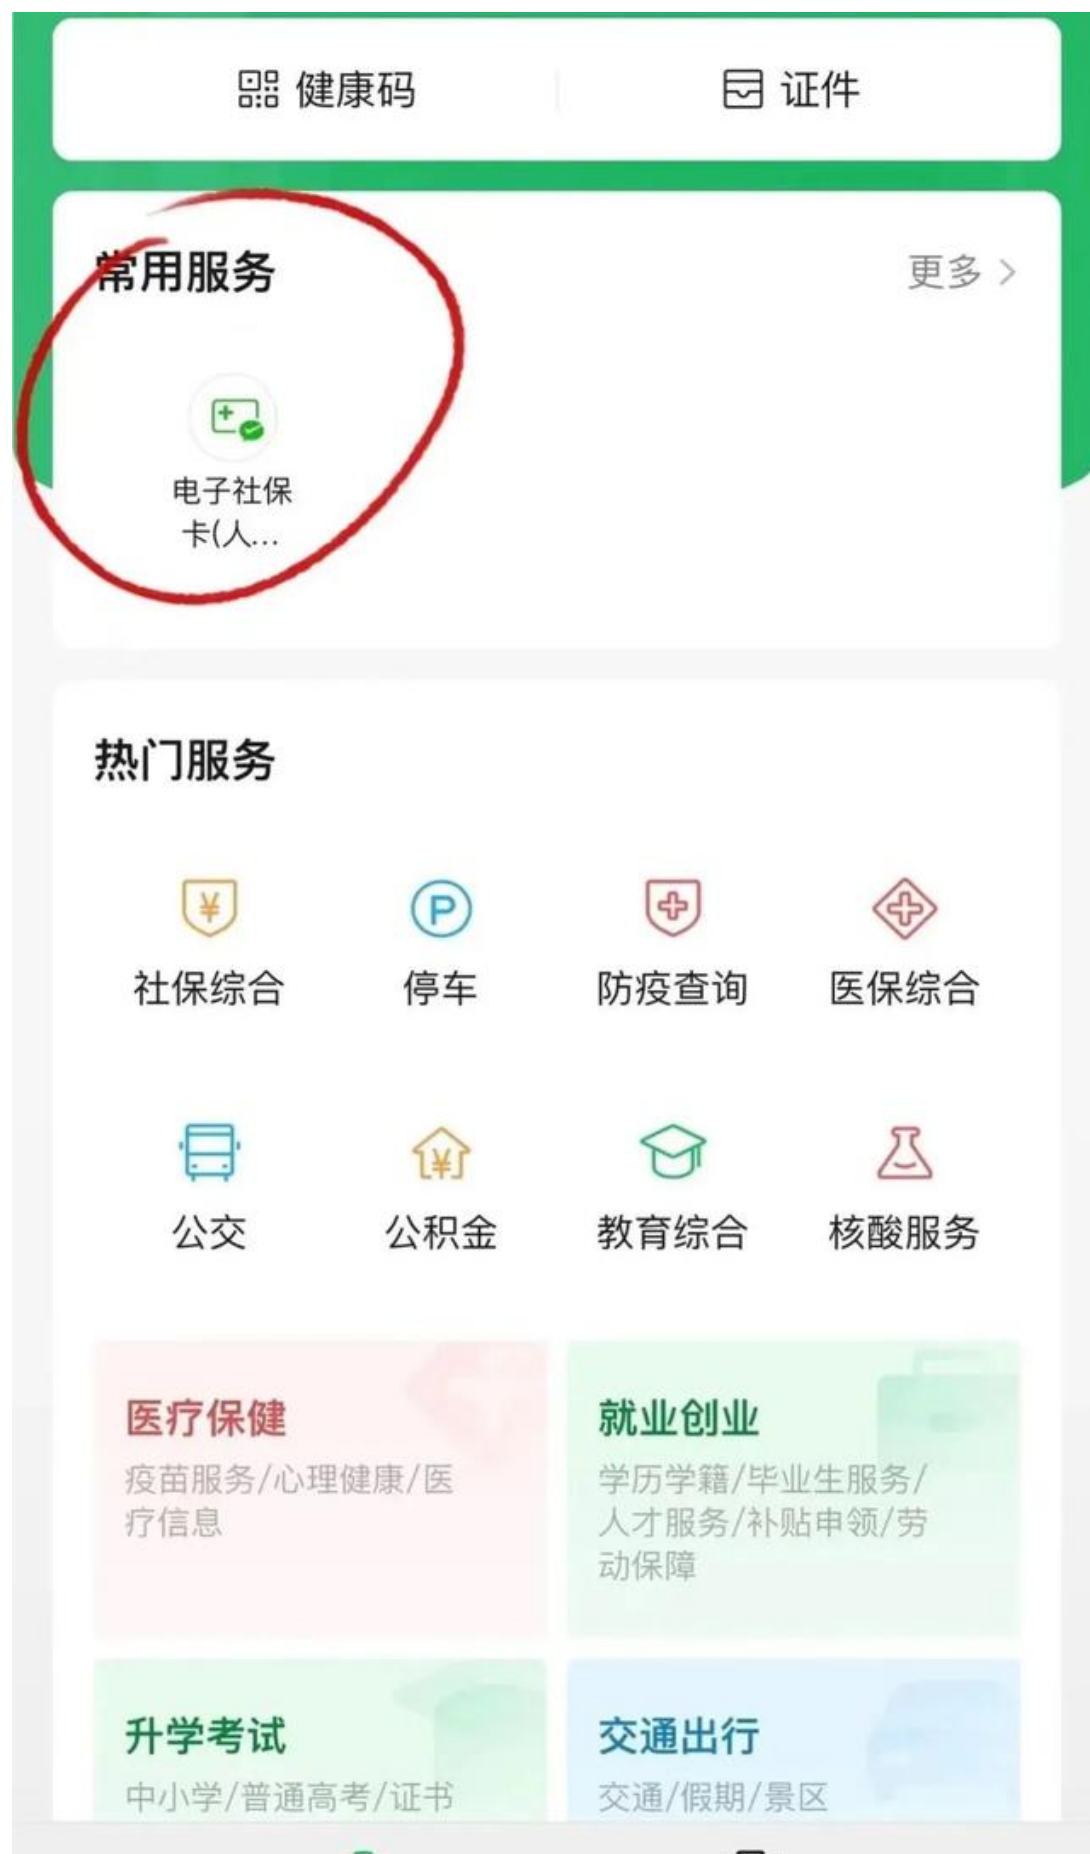 健康码 证件
常用服务 更多
电子社保
卡(人...
热门服务
¥ P
社保综合 停车 防疫查询 医保综合
¥
公交 公积金 教育综合 核酸服务
医疗保健 就业创业
疫苗服务/心理健康/医 学历学籍/毕业生服务/
疗信息 人才服务/补贴申领/劳
动保障
升学考试 交通出行
中小学/普通高考/证书 交通/假期/景区